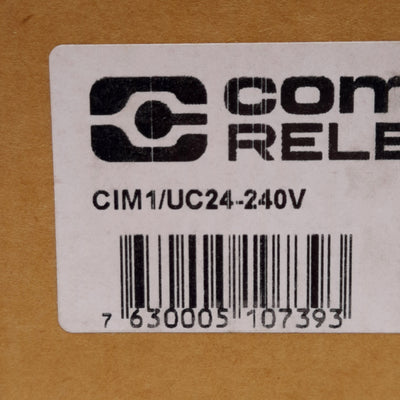 com
RELE
CIM1/UC24-240V
7 630005 107393